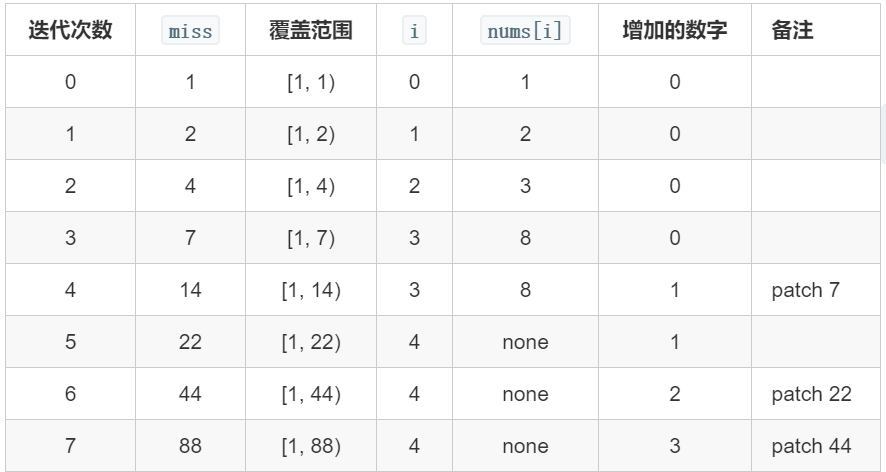 迭代次数 miss 覆盖范围 i nums[i] 增加的数字 备注
0 1 [1, 1) 0 1 0
1 2 [1, 2) 1 2 0
2 4 [1, 4) 2 3 0
3 7 [1, 7) 3 8 0
4 14 [1, 14) 3 8 1 patch 7
5 22 [1, 22) 4 none 1
6 44 [1, 44) 4 none 2 patch 22
7 88 [1, 88) 4 none 3 patch 44